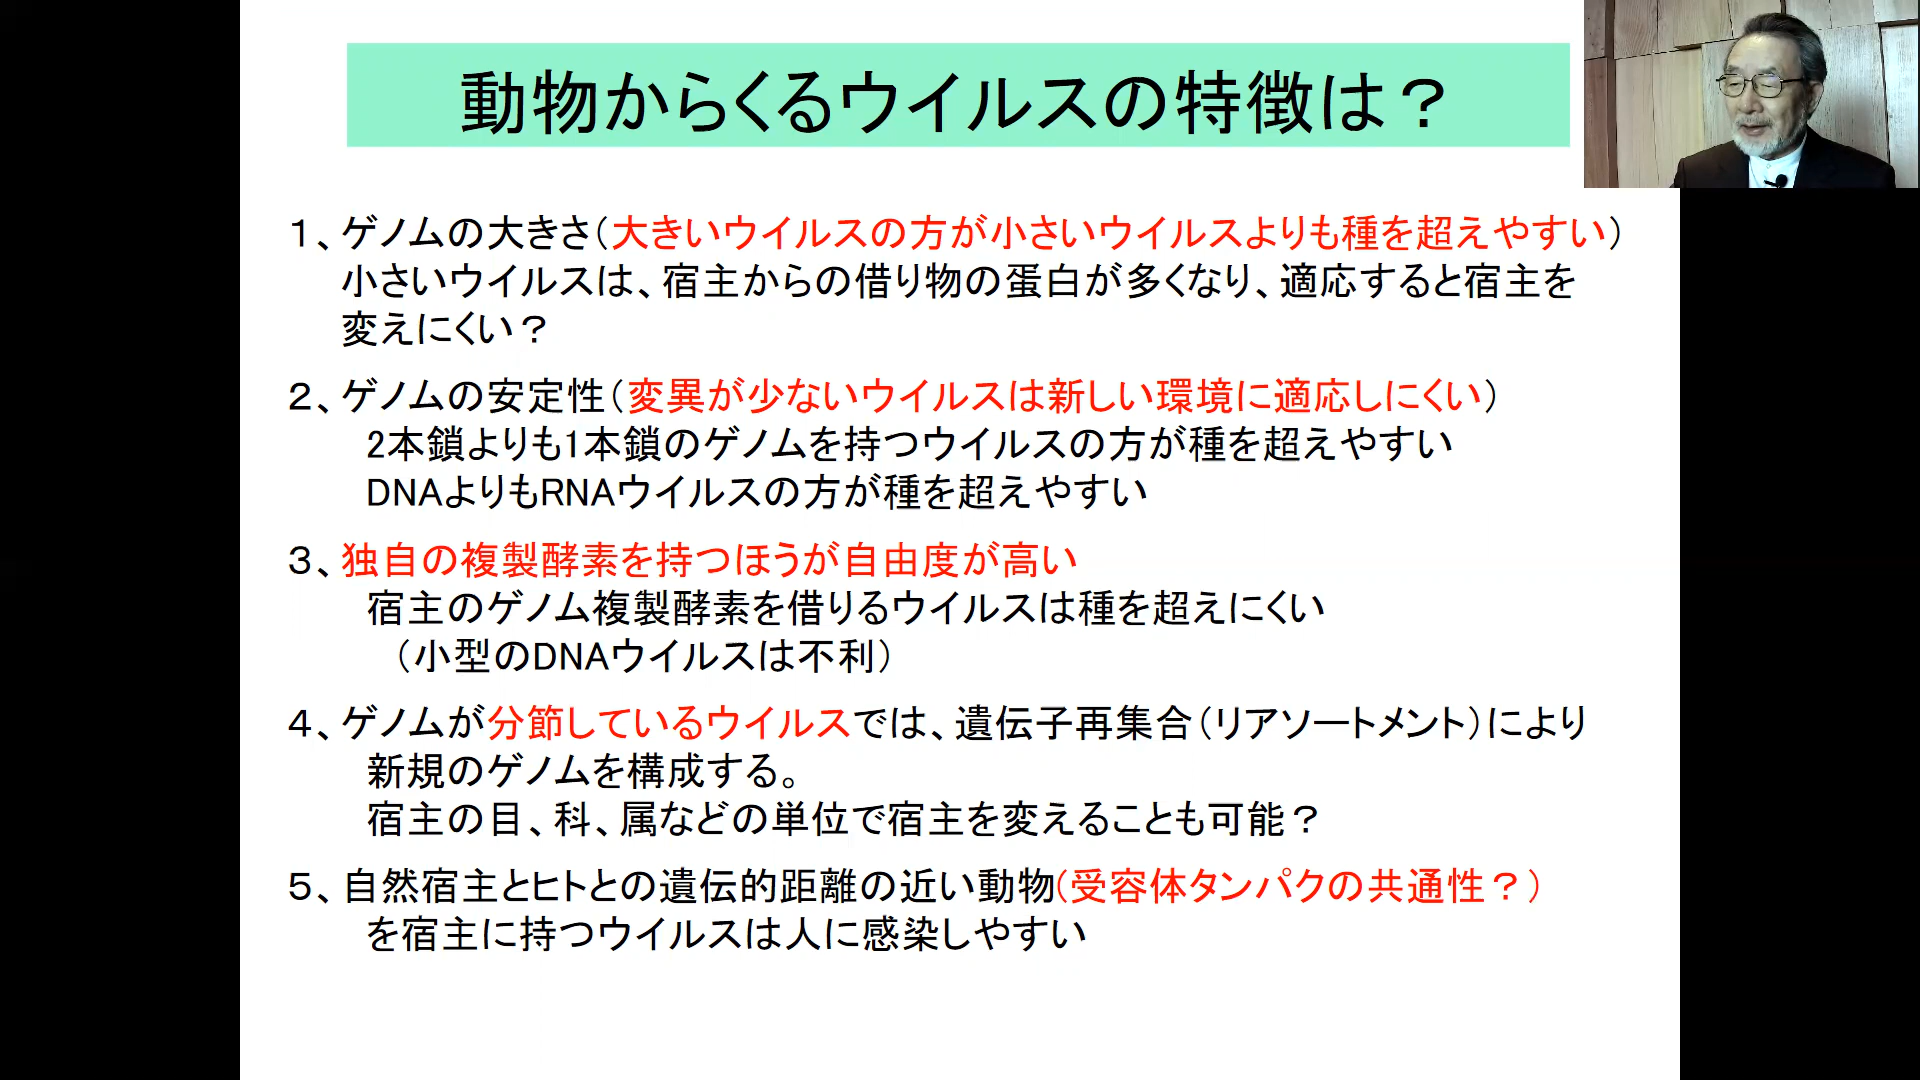 動物からくるウイルスの特徴は？
１、ゲノムの大きさ（大きいウイルスの方が小さいウイルスよりも種を超えやすい）
小さいウイルスは、宿主からの借り物の蛋白が多くなり、適応すると宿主を
変えにくい？
２、ゲノムの安定性（変異が少ないウイルスは新しい環境に適応しにくい）
2本鎖よりも1本鎖のゲノムを持つウイルスの方が種を超えやすい
DNAよりもRNAウイルスの方が種を超えやすい
３、独自の複製酵素を持つほうが自由度が高い
宿主のゲノム複製酵素を借りるウイルスは種を超えにくい
（小型のDNAウイルスは不利）
４、ゲノムが分節しているウイルスでは、遺伝子再集合（リアソートメント）により
新規のゲノムを構成する。
宿主の目、科、属などの単位で宿主を変えることも可能？
５、自然宿主とヒトとの遺伝的距離の近い動物（受容体タンパクの共通性？）
を宿主に持つウイルスは人に感染しやすい